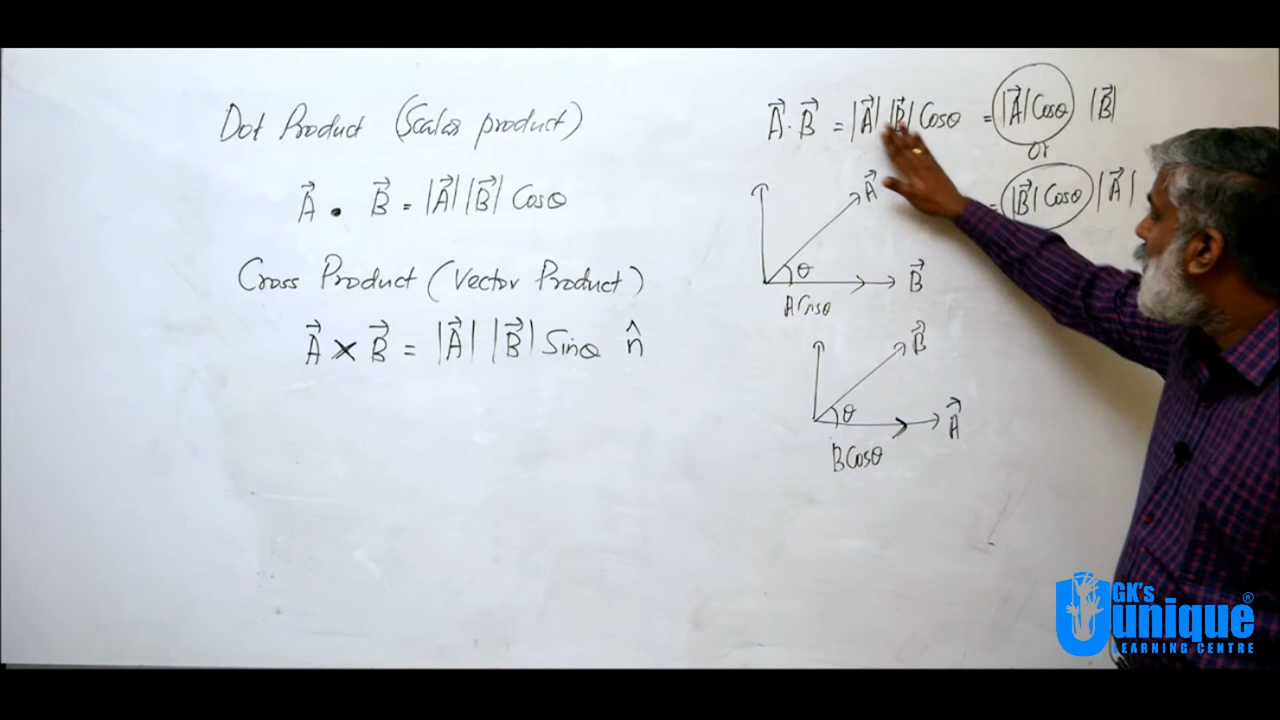 Dot Product (Scalar product)
A⃗ . B⃗ = |A⃗| |B⃗| Cosθ
Cross Product (Vector Product)
A⃗ × B⃗ = |A⃗| |B⃗| Sinθ n̂
A⃗ . B⃗ = |A⃗| |B⃗| Cosθ = |A⃗| Cosθ |B⃗|
or
= |B⃗| Cosθ |A⃗|
A⃗
θ
B⃗
A Cosθ
B⃗
θ
A⃗
B Cosθ
GK's
unique®
LEARNING CENTRE